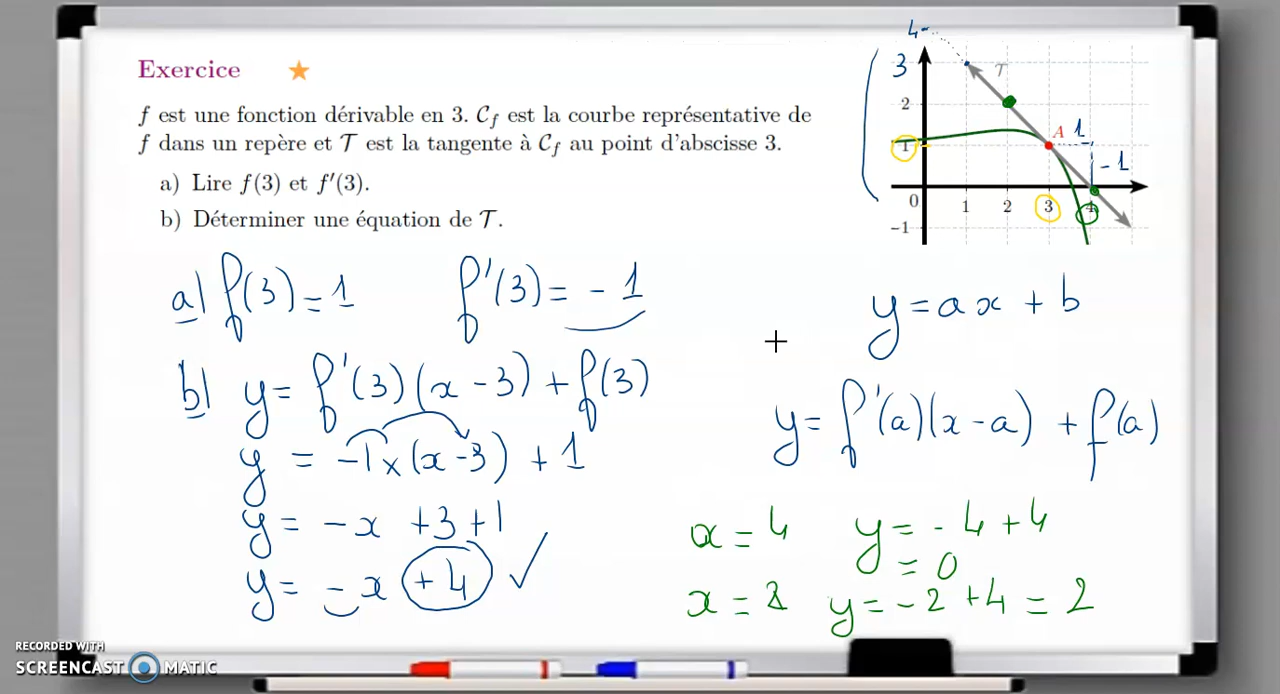 Exercice
f est une fonction dérivable en 3. C_f est la courbe représentative de
f dans un repère et T est la tangente à C_f au point d'abscisse 3.
a) Lire f(3) et f'(3).
b) Déterminer une équation de T.
4
3
T
2
A 1
1
-1
0 1 2 3 4
-1
a) f(3) = 1 f'(3) = -1
y = ax + b
b) y = f'(3)(x - 3) + f(3)
y = f'(a)(x - a) + f(a)
y = -1 × (x - 3) + 1
y = -x + 3 + 1
y = -x + 4 ✓
x = 4 y = -4 + 4
= 0
x = 2 y = -2 + 4 = 2
RECORDED WITH
SCREENCAST MATIC